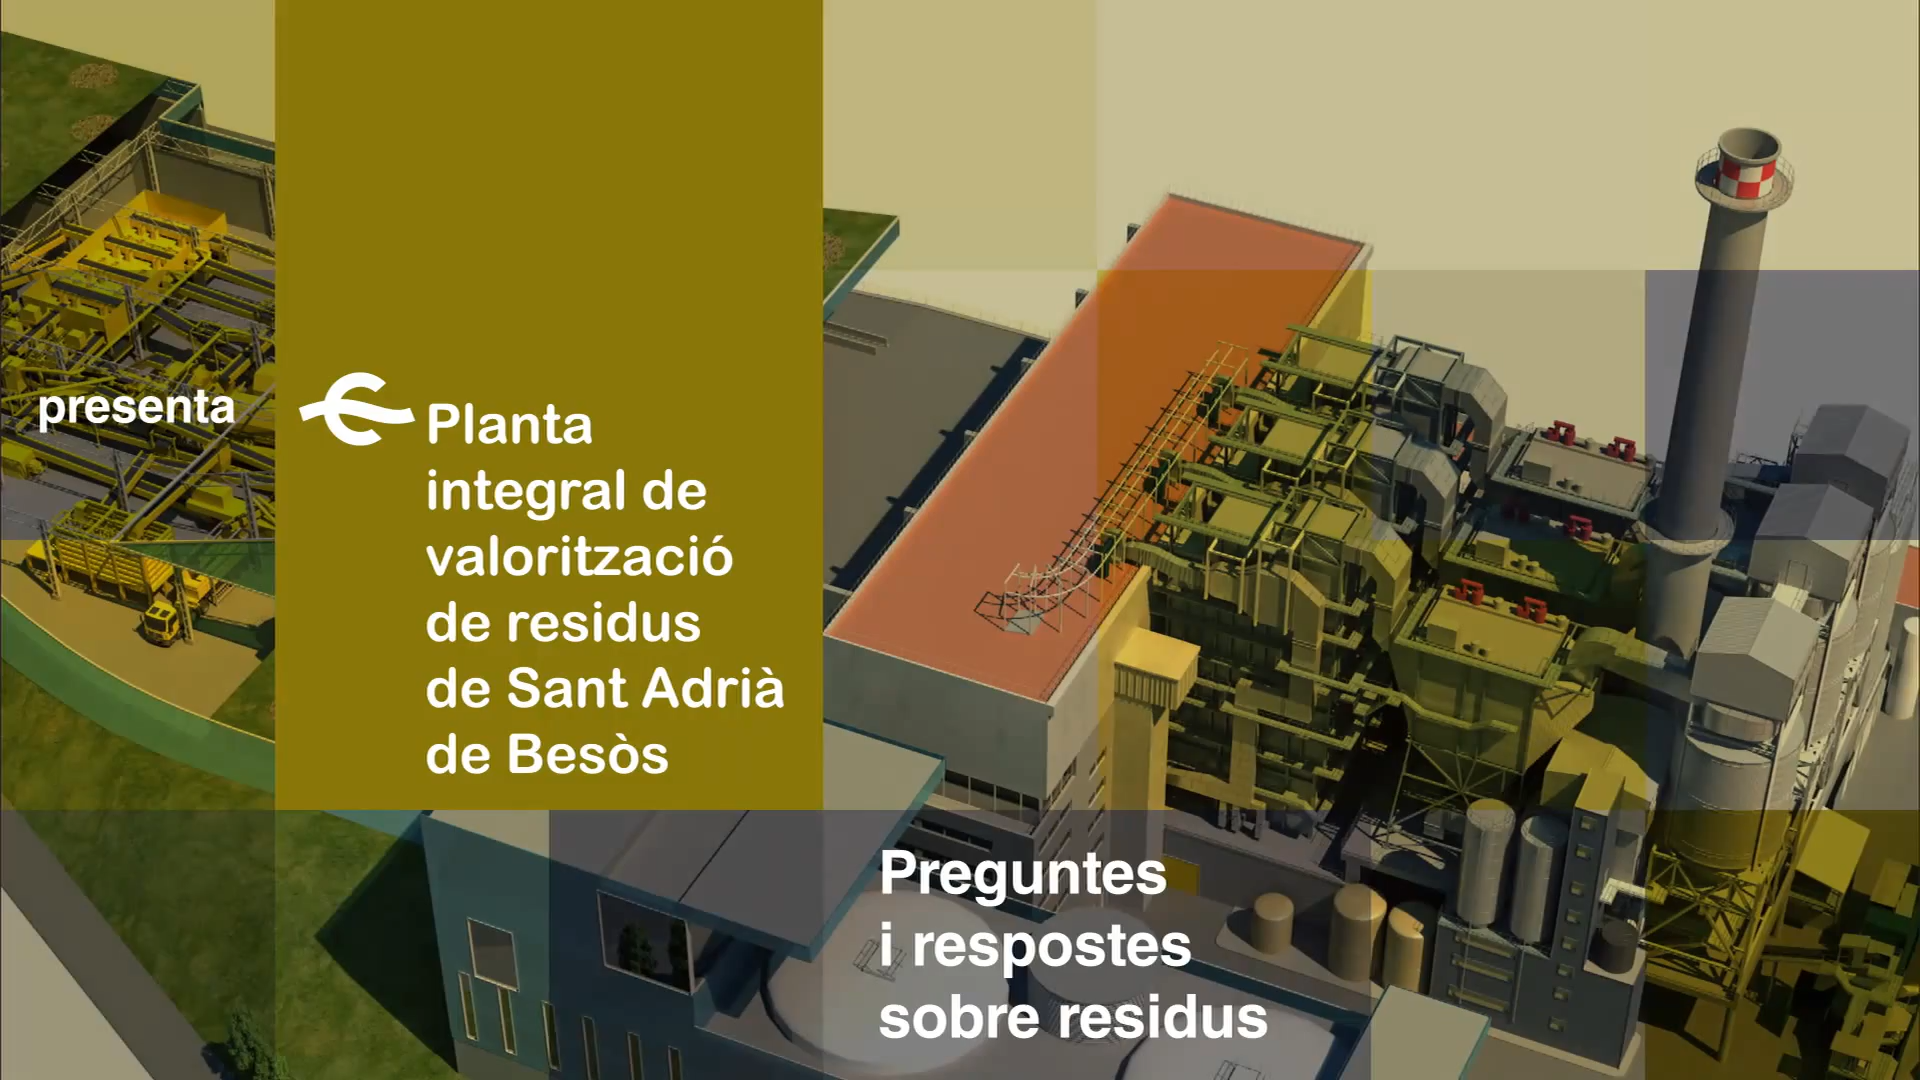 presenta
Planta
integral de
valorització
de residus
de Sant Adrià
de Besòs
Preguntes
i respostes
sobre residus